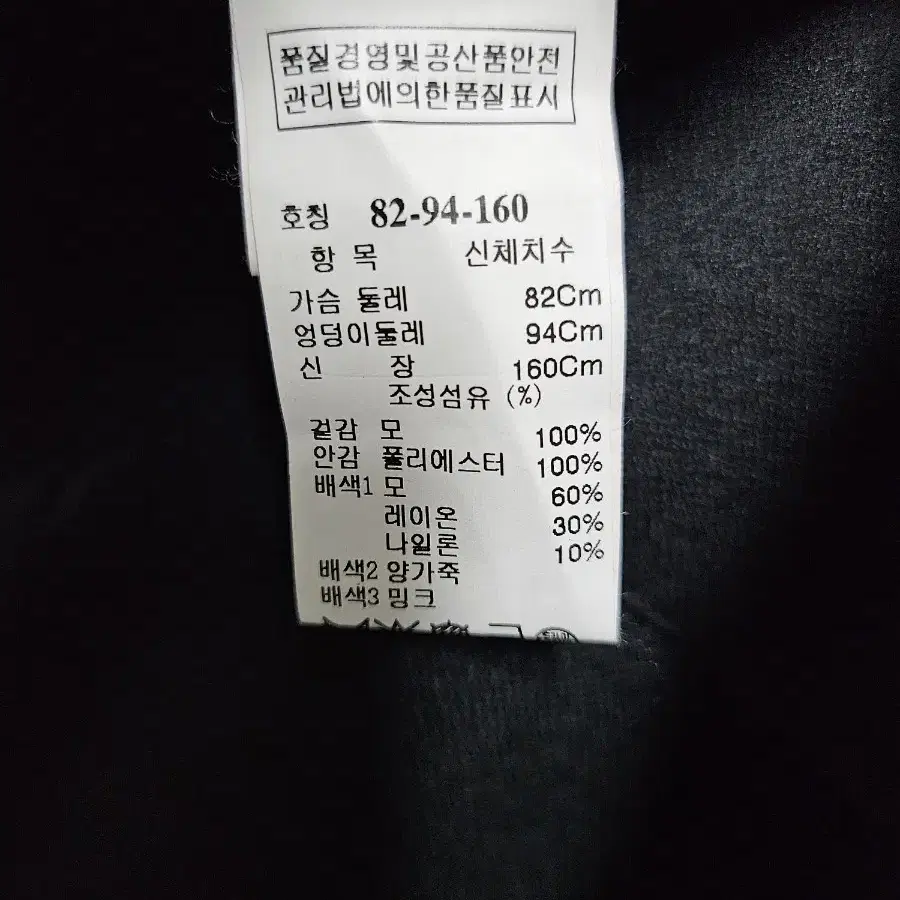 품질경영및공산품안전
관리법에의한품질표시
호칭 82-94-160
항 목 신체치수
가슴 둘레 82Cm
엉덩이둘레 94Cm
신 장 160Cm
조성섬유 (%)
겉감 모 100%
안감 폴리에스터 100%
배색1 모 60%
레이온 30%
나일론 10%
배색2 양가죽
배색3 밍크